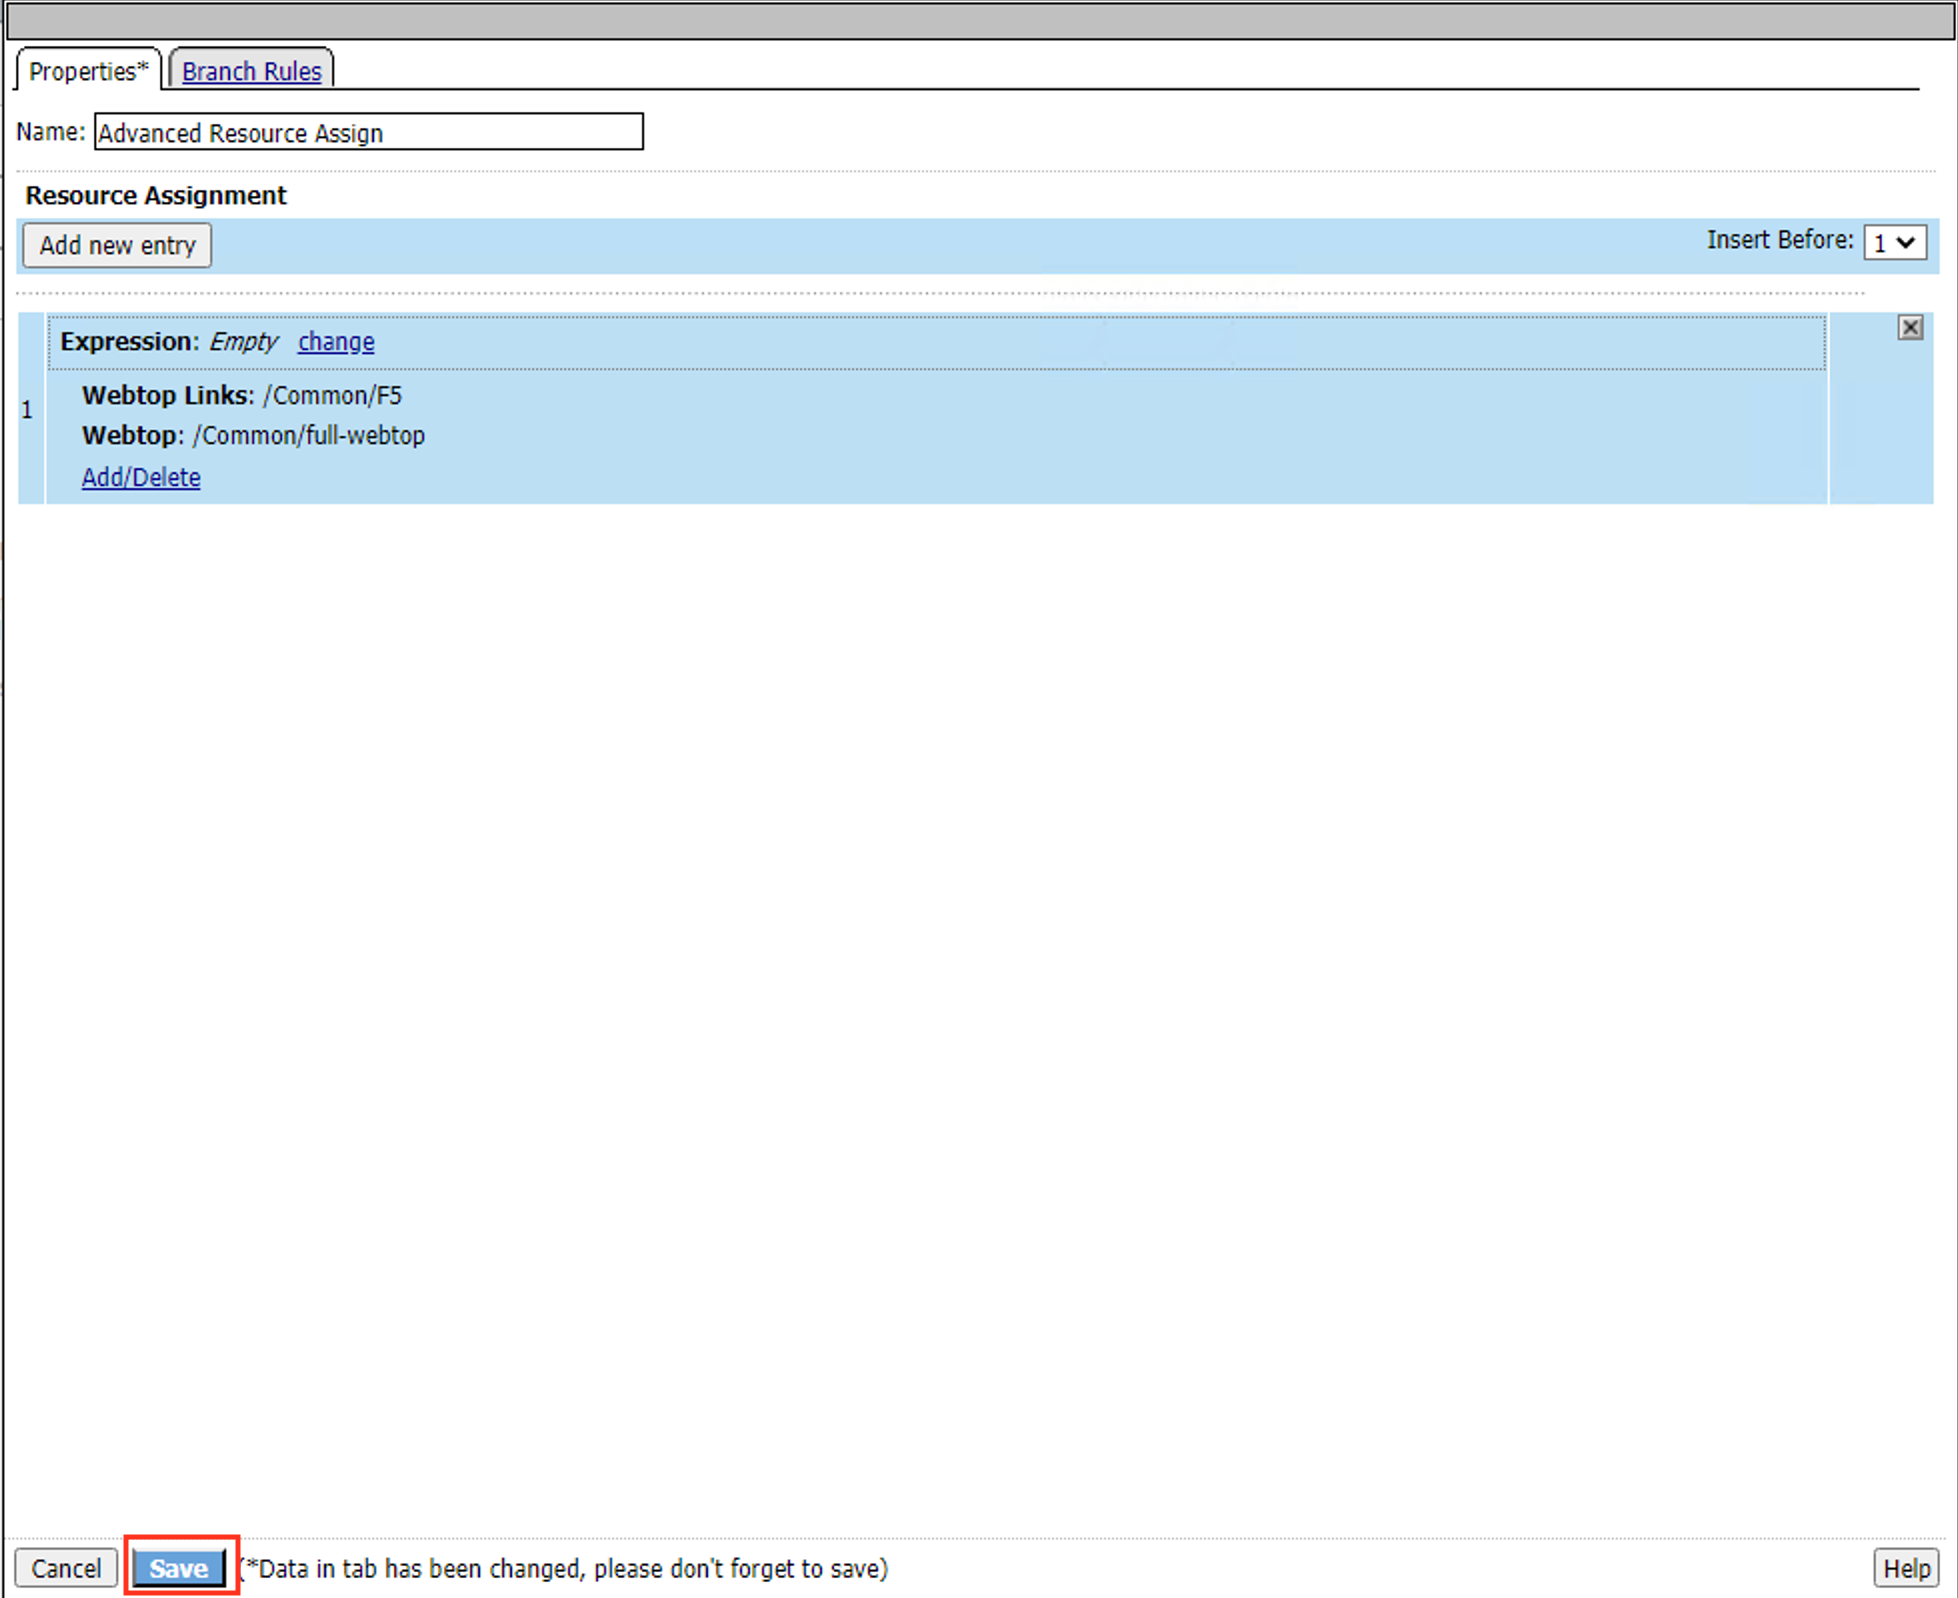 Properties* Branch Rules
Name: Advanced Resource Assign
Resource Assignment
Add new entry Insert Before: 1
Expression: Empty change
1
Webtop Links: /Common/F5
Webtop: /Common/full-webtop
Add/Delete
Cancel Save (*Data in tab has been changed, please don't forget to save) Help